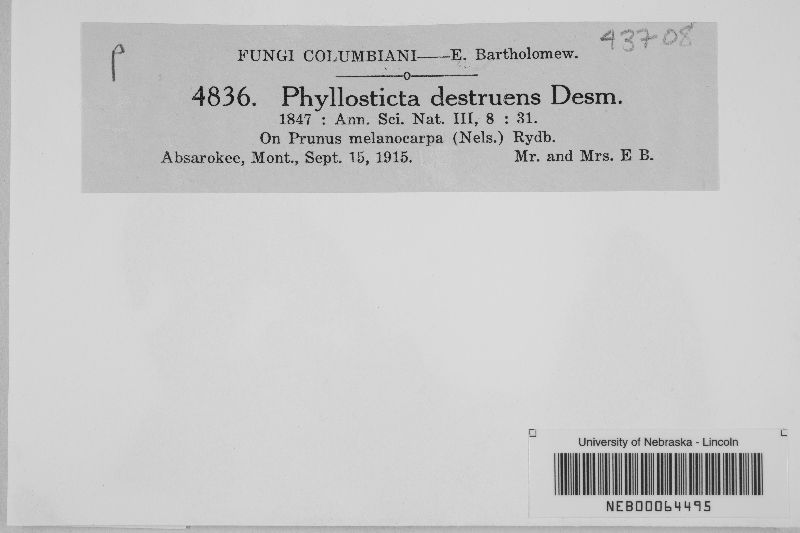 p
43708
FUNGI COLUMBIANI——E. Bartholomew.
4836. Phyllosticta destruens Desm.
1847 : Ann. Sci. Nat. III, 8 : 31.
On Prunus melanocarpa (Nels.) Rydb.
Absarokee, Mont., Sept. 15, 1915. Mr. and Mrs. E B.
University of Nebraska - Lincoln
NEB00064495